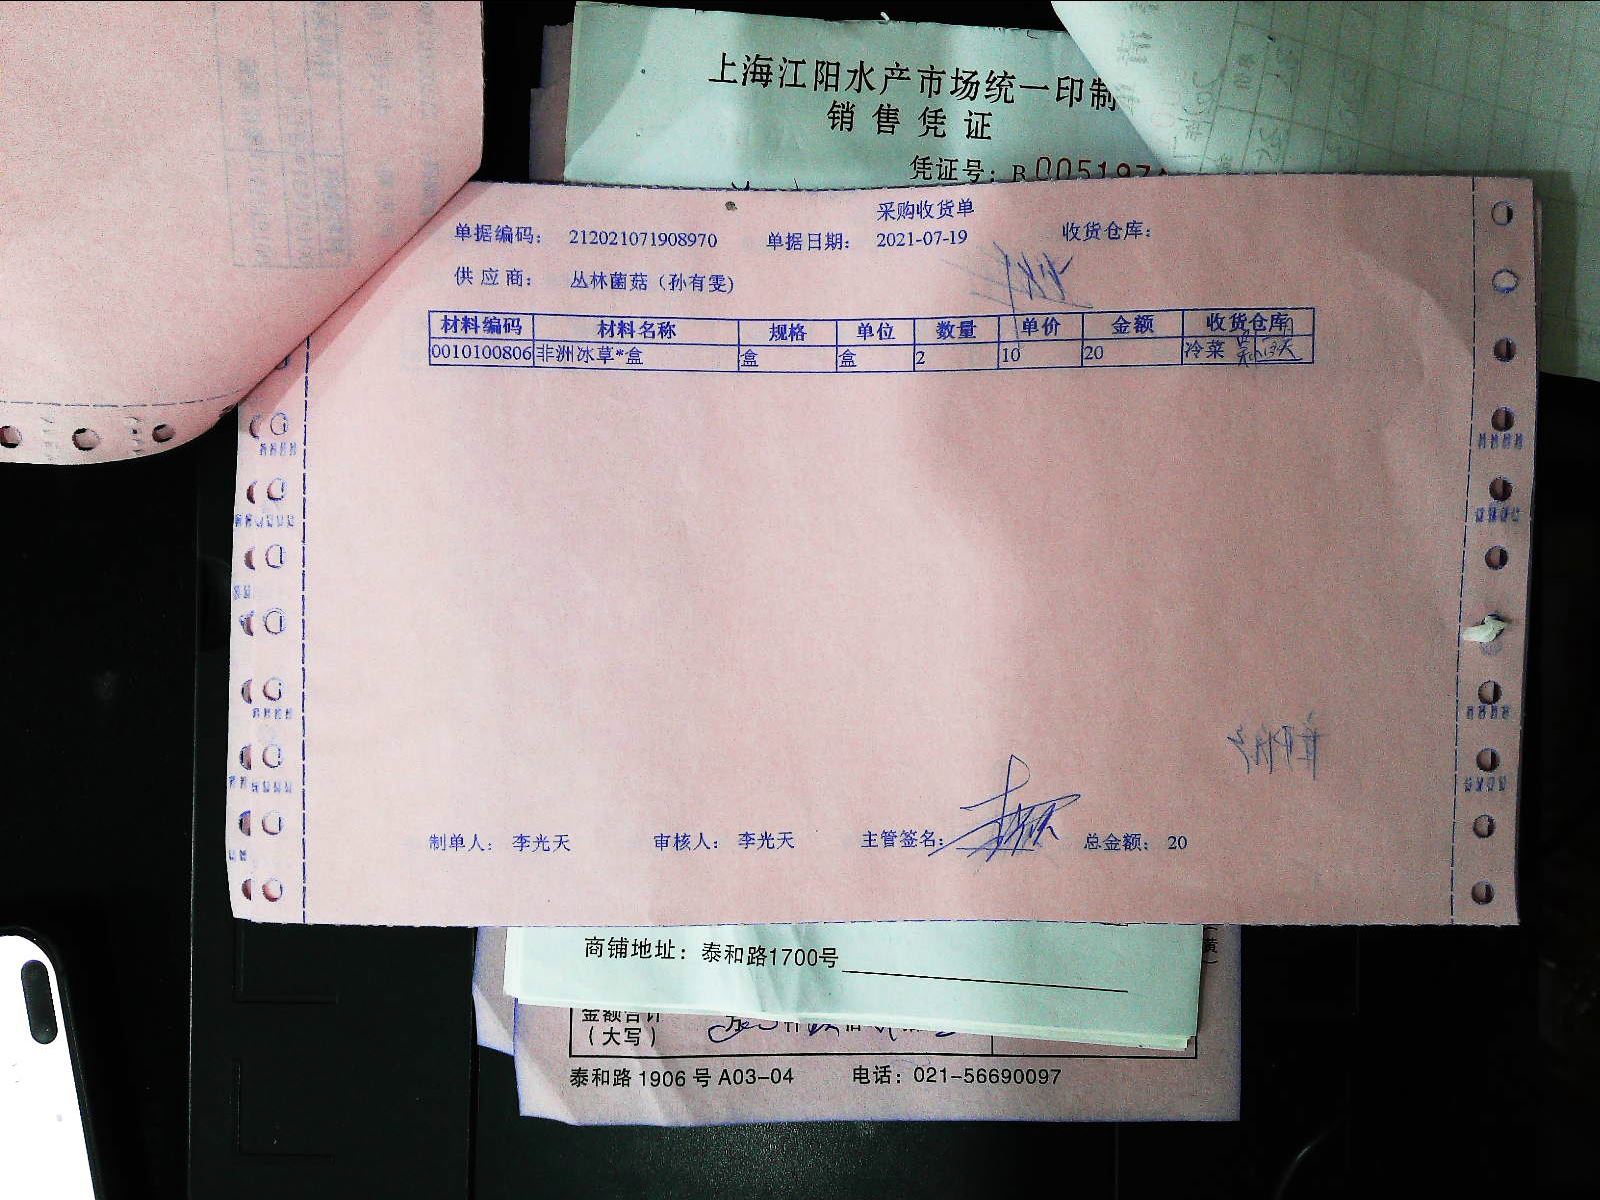 上海江阳水产市场统一印制
销售凭证
凭证号: B 005197
采购收货单
单据编码: 212021071908970 单据日期: 2021-07-19 收货仓库:
供应商: 丛林菌菇（孙有雯)
材料编码 材料名称 规格 单位 数量 单价 金额 收货仓库
0010100806 非洲冰草*盒 盒 盒 2 10 20 冷菜
制单人: 李光天 审核人: 李光天 主管签名: 总金额: 20
商铺地址: 泰和路1700号
金额合计
（大写）
泰和路 1906 号 A03-04 电话: 021-56690097